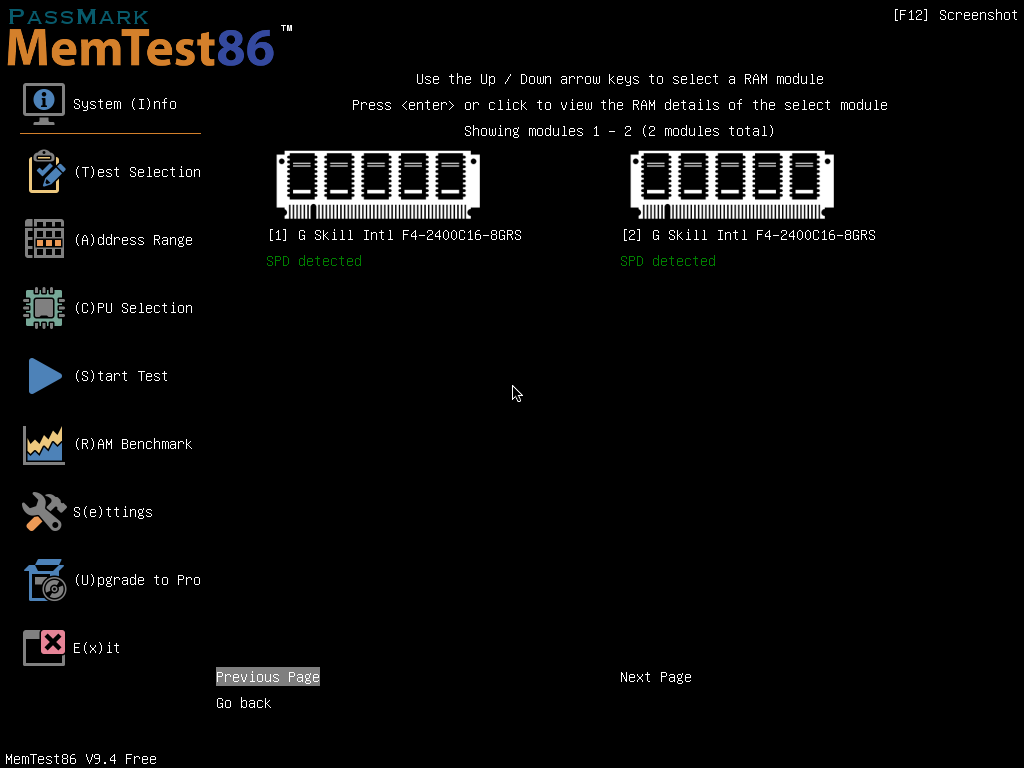 PASSMARK
[F12] Screenshot
MemTest86™
Use the Up / Down arrow keys to select a RAM module
System (I)nfo
Press <enter> or click to view the RAM details of the select module
Showing modules 1 - 2 (2 modules total)
(T)est Selection
[1] G Skill Intl F4-2400C16-8GRS
[2] G Skill Intl F4-2400C16-8GRS
(A)ddress Range
SPD detected
SPD detected
(C)PU Selection
(S)tart Test
(R)AM Benchmark
S(e)ttings
(U)pgrade to Pro
E(x)it
Previous Page
Next Page
Go back
MemTest86 V9.4 Free